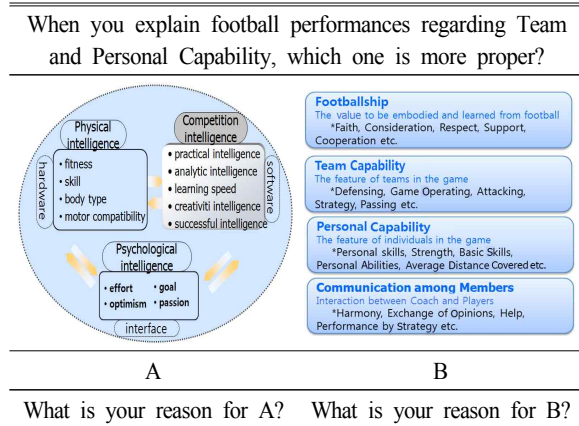 When you explain football performances regarding Team
and Personal Capability, which one is more proper?
Physical
intelligence
hardware
• fitness
• skill
• body type
• motor compatibility
Competition
intelligence
• practical intelligence
• analytic intelligence
• learning speed
• creativiti intelligence
• successful intelligence
software
Psychological
intelligence
• effort
• goal
• optimism
• passion
interface
Footballship
The value to be embodied and learned from football
*Faith, Consideration, Respect, Support,
Cooperation etc.
Team Capability
The feature of teams in the game
*Defensing, Game Operating, Attacking,
Strategy, Passing etc.
Personal Capability
The feature of individuals in the game
*Personal skills, Strength, Basic Skills,
Personal Abilities, Average Distance Covered etc.
Communication among Members
Interaction between Coach and Players
*Harmony, Exchange of Opinions, Help,
Performance by Strategy etc.
A
B
What is your reason for A?
What is your reason for B?